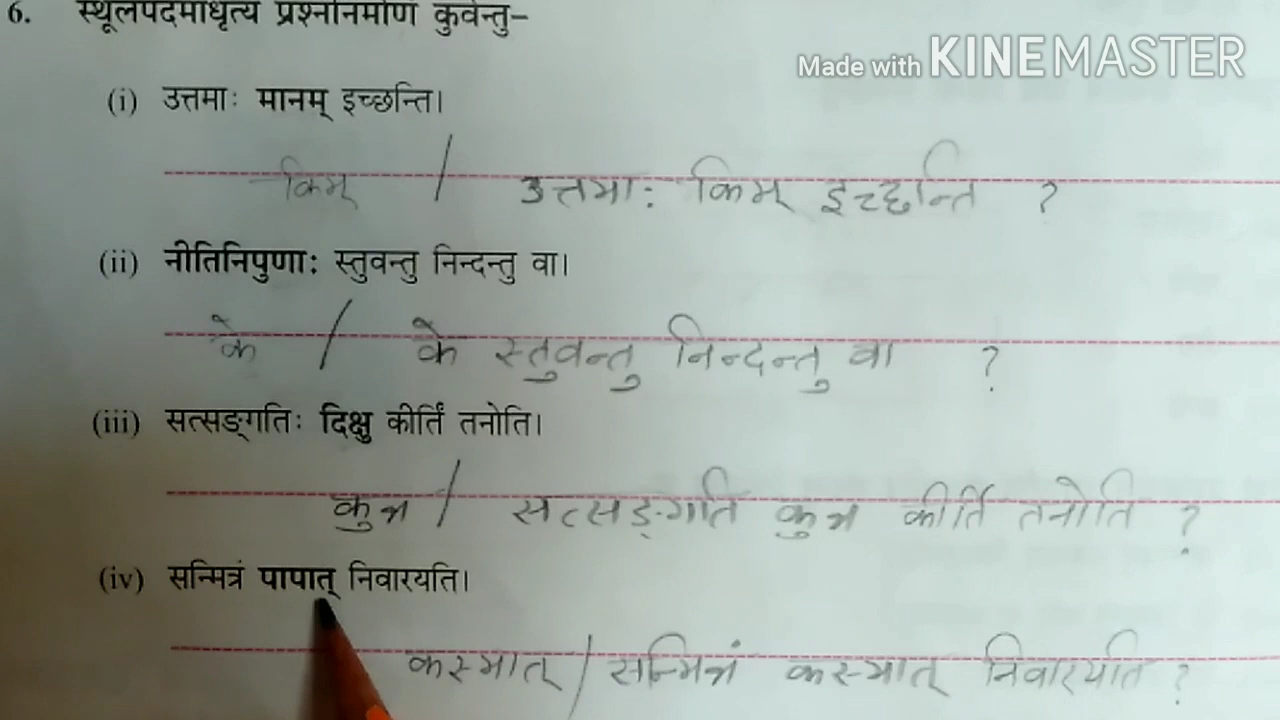 6. स्थूलपदमाधृत्य प्रश्ननिर्माणं कुर्वन्तु–
Made with KINEMASTER
(i) उत्तमाः मानम् इच्छन्ति।
किम् / उत्तमाः किम् इच्छन्ति ?
(ii) नीतिनिपुणाः स्तुवन्तु निन्दन्तु वा।
के / के स्तुवन्तु निन्दन्तु वा ?
(iii) सत्सङ्गतिः दिक्षु कीर्तिं तनोति।
कुत्र / सत्सङ्गति कुत्र कीर्ति तनोति ?
(iv) सन्मित्रं पापात् निवारयति।
कस्मात् / सन्मित्रं कस्मात् निवारयति ?